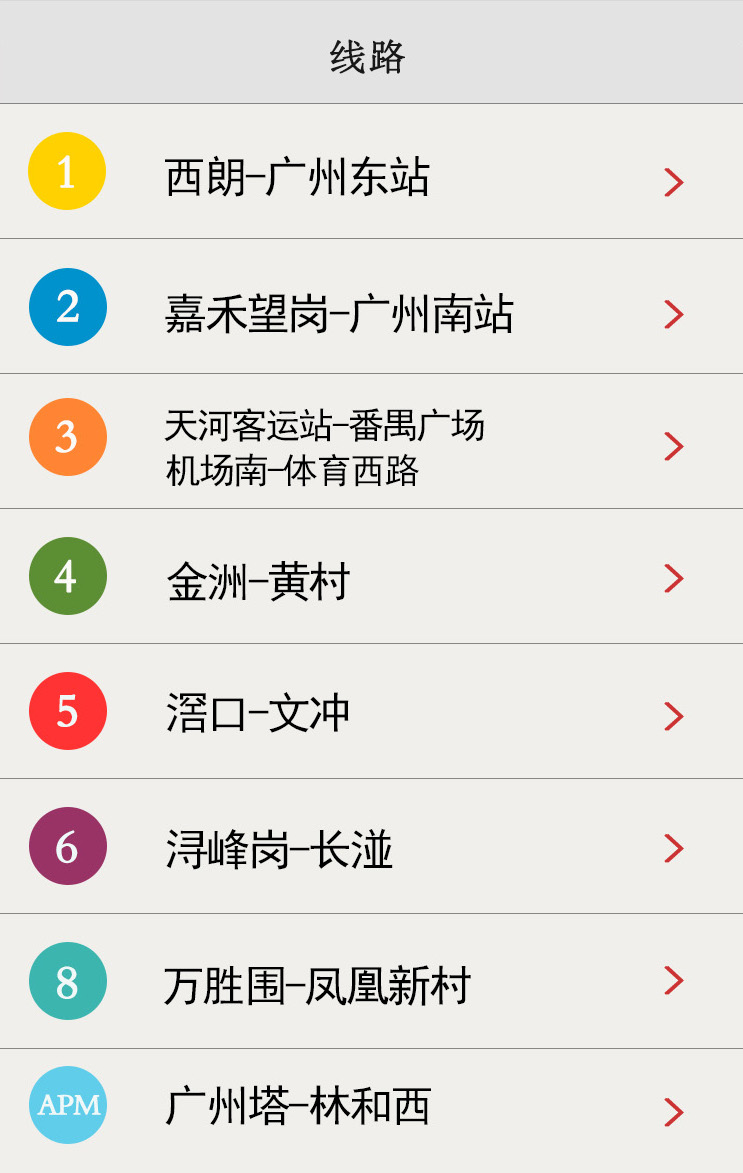 线路
1 西朗-广州东站
2 嘉禾望岗-广州南站
3 天河客运站-番禺广场
机场南-体育西路
4 金洲-黄村
5 滘口-文冲
6 浔峰岗-长湴
8 万胜围-凤凰新村
APM 广州塔-林和西